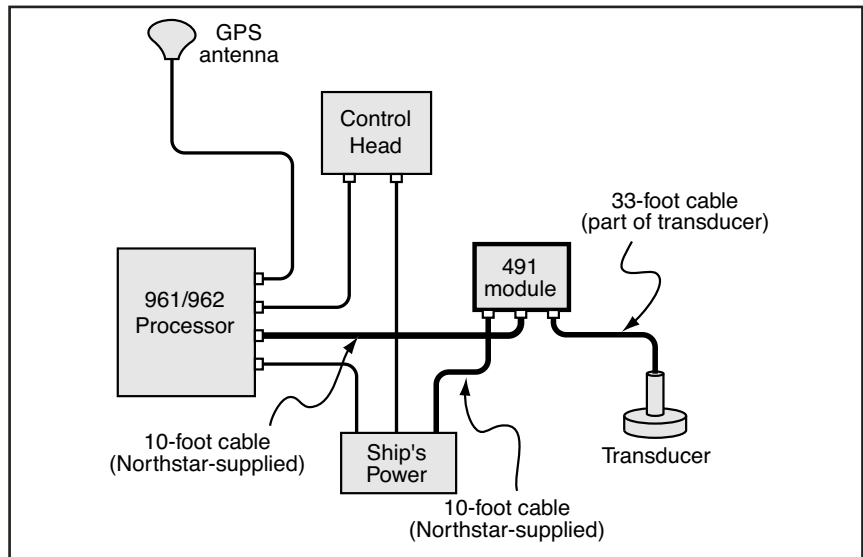 GPS
antenna
Control
Head
33-foot cable
(part of transducer)
491
module
961/962
Processor
10-foot cable
(Northstar-supplied)
Ship's
Power
Transducer
10-foot cable
(Northstar-supplied)